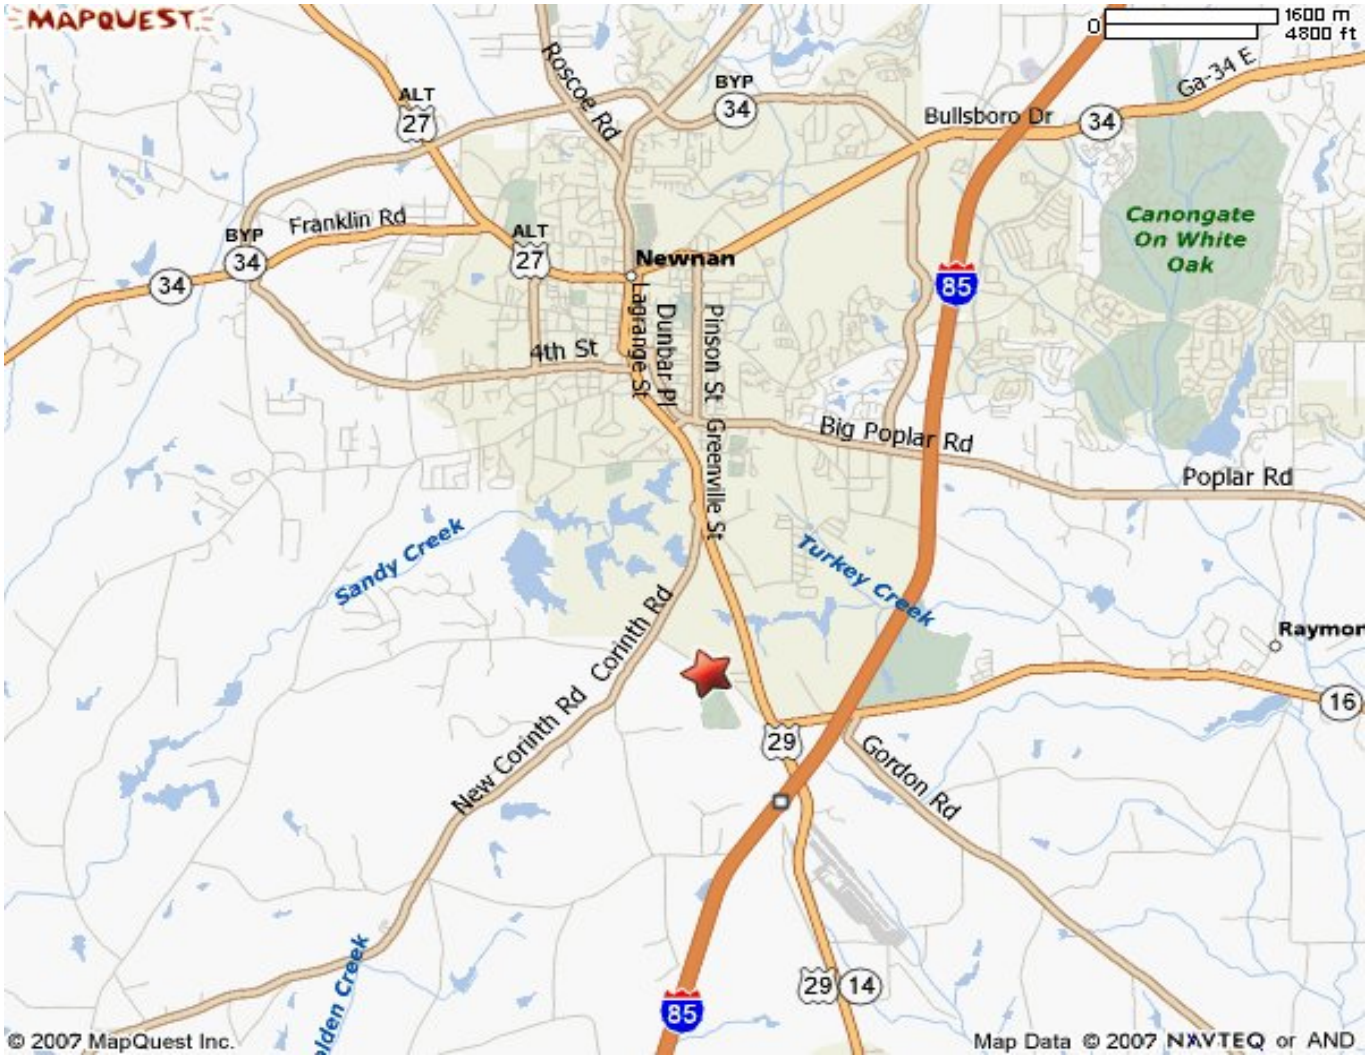 MAPQUEST
0
1600 m
4800 ft
Roscoe Rd
ALT
27
BYP
34
Bullsboro Dr
34
Ga-34 E
Franklin Rd
BYP
34
34
ALT
27
Newnan
Canongate
On White
Oak
85
Lagrange St
Dunbar Pl
Pinson St
4th St
Greenville St
Big Poplar Rd
Poplar Rd
Sandy Creek
Turkey Creek
Corinth Rd
Raymon
16
29
New Corinth Rd
Gordon Rd
olden Creek
29
14
85
© 2007 MapQuest Inc.
Map Data © 2007 NAVTEQ or AND